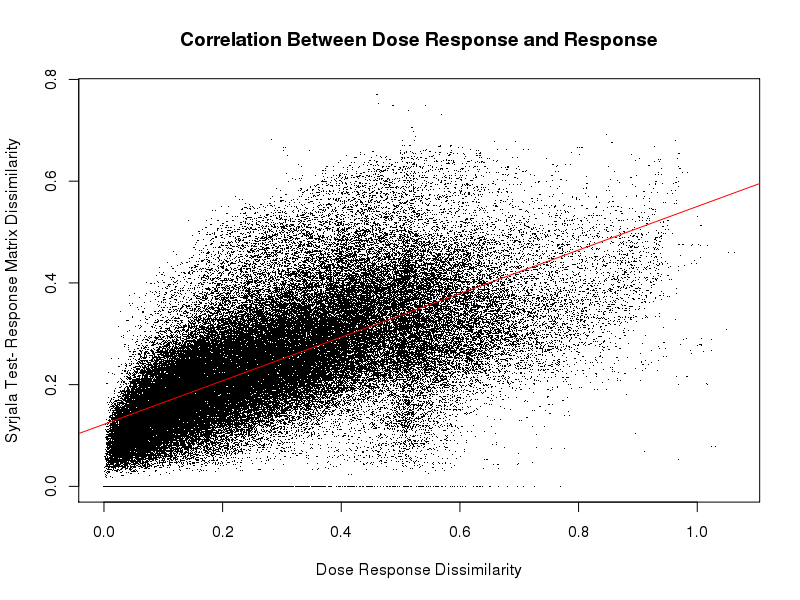 Correlation Between Dose Response and Response
Syrjala Test- Response Matrix Dissimilarity
0.8
0.6
0.4
0.2
0.0
0.0 0.2 0.4 0.6 0.8 1.0
Dose Response Dissimilarity